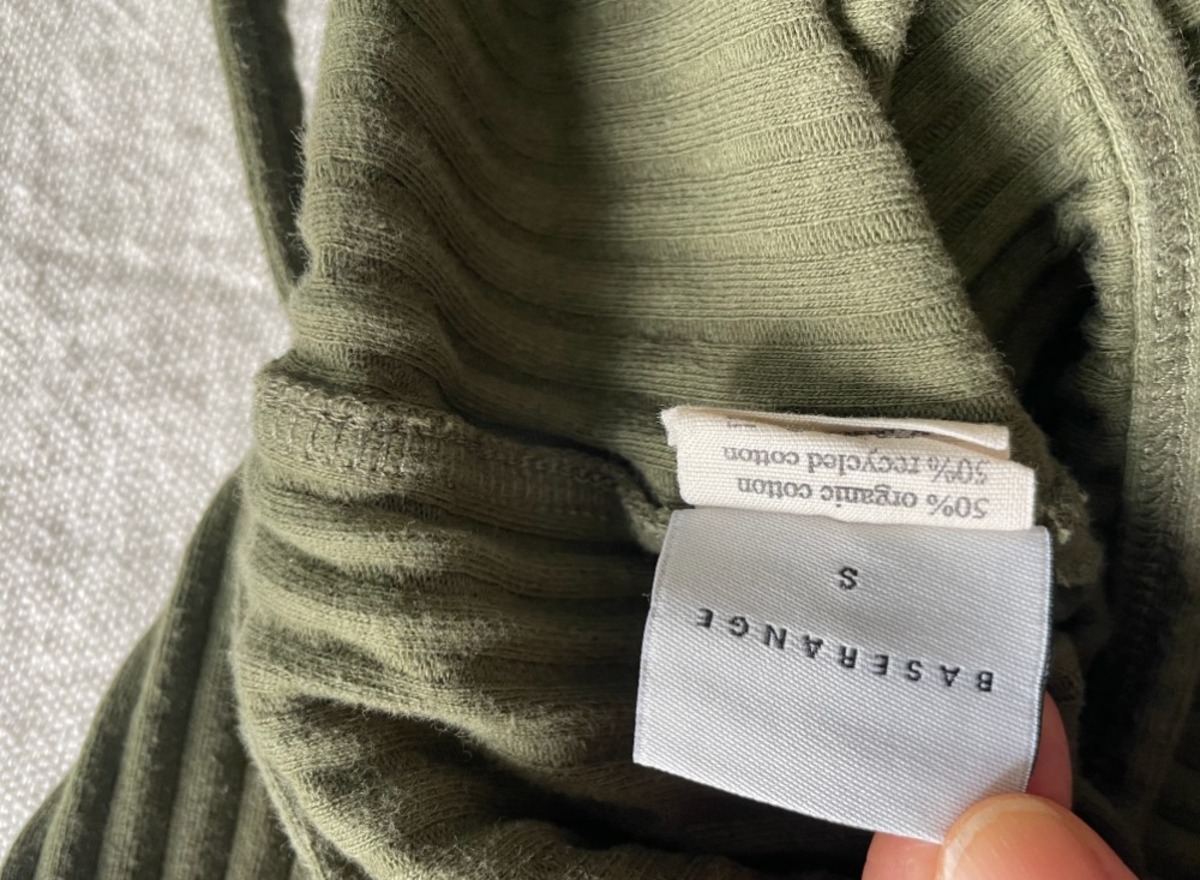 BASERANGE
S
50% organic cotton
50% recycled cotton